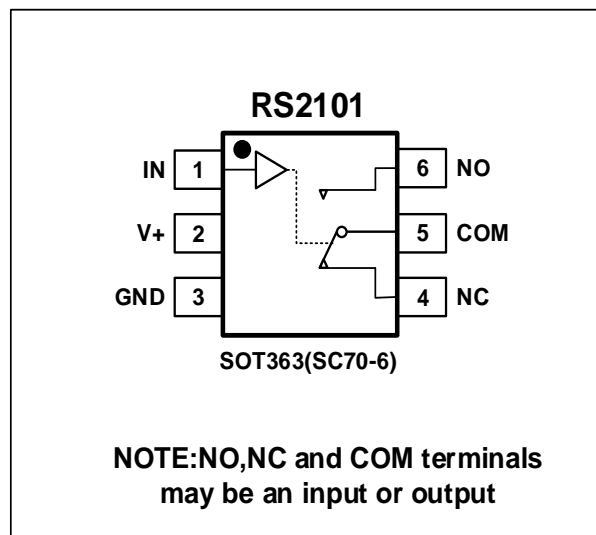 RS2101
IN 1 6 NO
V+ 2 5 COM
GND 3 4 NC
SOT363(SC70-6)
NOTE:NO,NC and COM terminals
may be an input or output